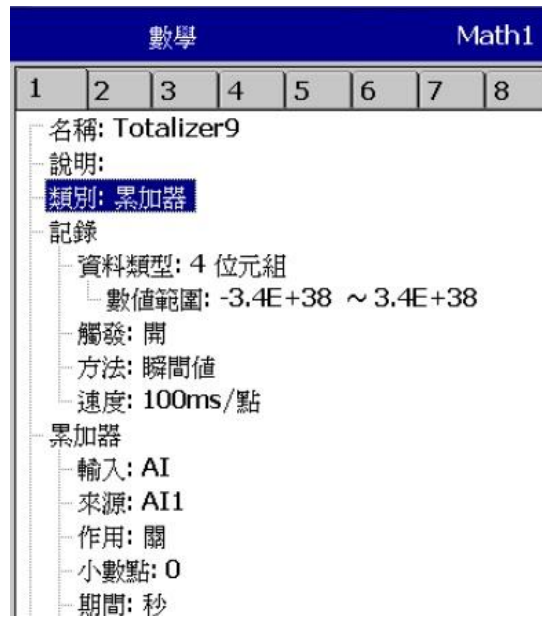 數學 Math1
1 2 3 4 5 6 7 8
名稱: Totalizer9
說明:
類別: 累加器
記錄
資料類型: 4 位元組
數值範圍: -3.4E+38 ~ 3.4E+38
觸發: 開
方法: 瞬間值
速度: 100ms/點
累加器
輸入: AI
來源: AI1
作用: 關
小數點: 0
期間: 秒